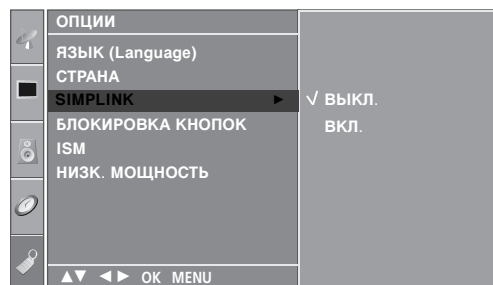 ОПЦИИ
ЯЗЫК (Language)
СТРАНА
SIMPLINK ►
√ ВЫКЛ.
БЛОКИРОВКА КНОПОК
ВКЛ.
ISM
НИЗК. МОЩНОСТЬ
▲▼ ◄► OK MENU